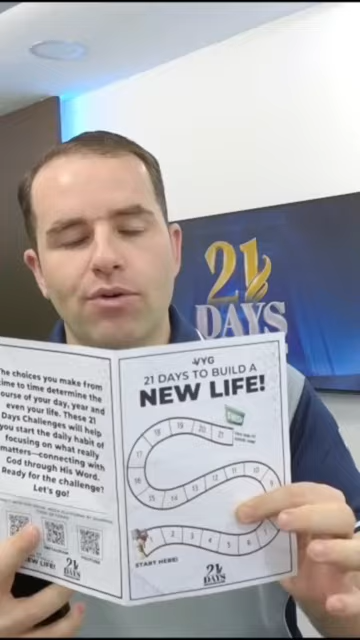 21
DAYS
The choices you make from
time to time determine the
course of your day, year and
even your life. These 21
Days Challenges will help
you start the daily habit of
focusing on what really
matters—connecting with
God through His Word.
Ready for the challenge?
Let's go!
NEW LIFE!
21
DAYS
VYG
21 DAYS TO BUILD A
NEW LIFE!
18 19 20 21
17
16
15 14 13 12 11 10
9
1 2 3 4 5 6 7
START HERE!
21
DAYS